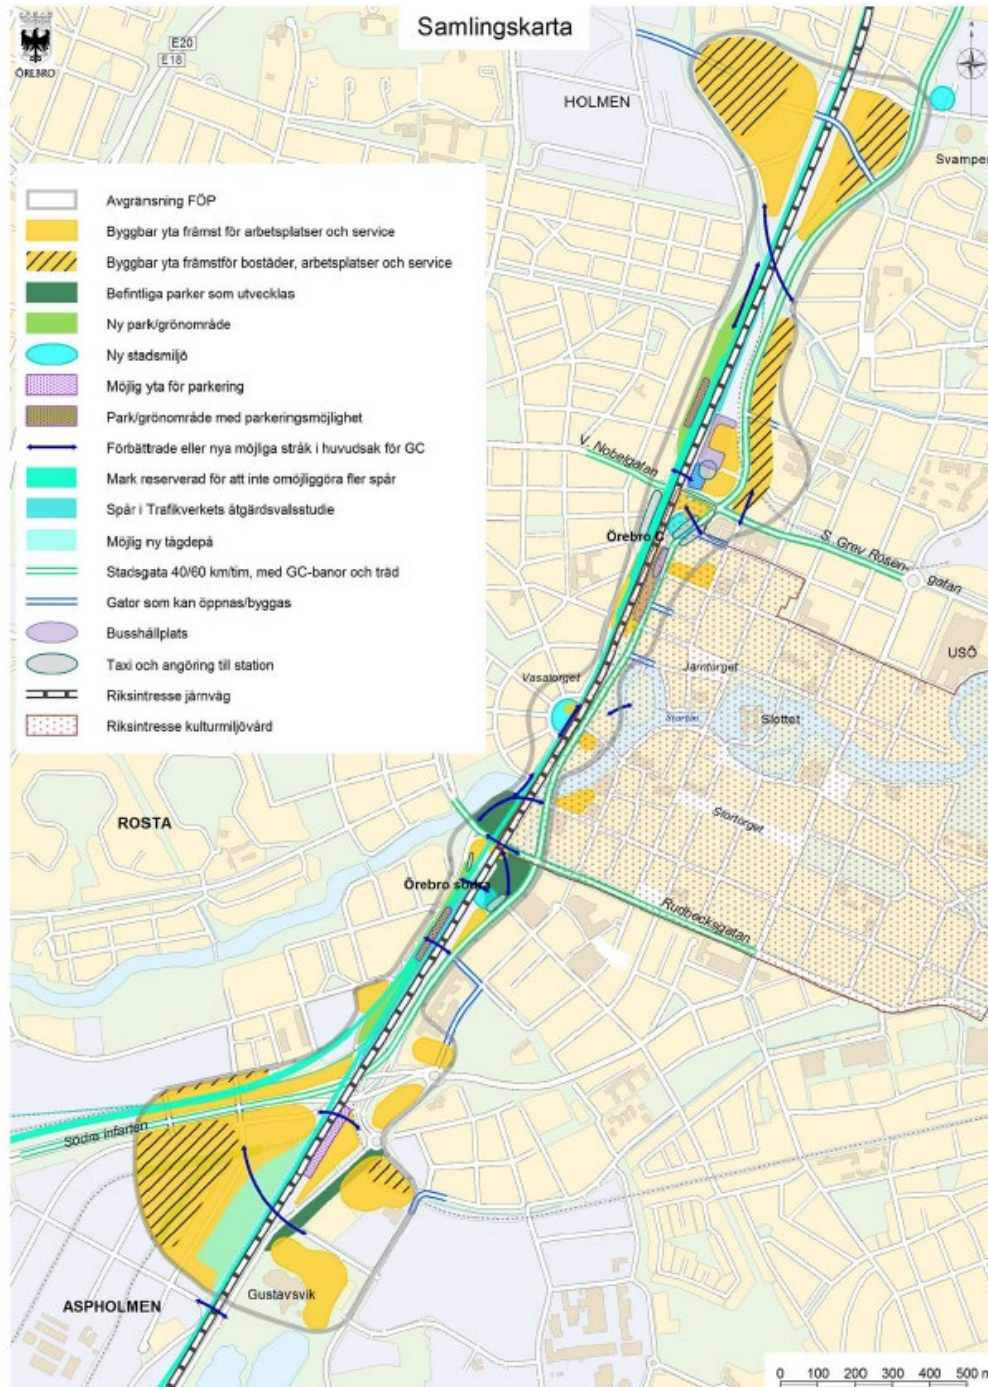 Samlingskarta
E20
E18
ÖREBRO
HOLMEN
Svampen
Avgränsning FÖP
Byggbar yta främst för arbetsplatser och service
Byggbar yta främstför bostäder, arbetsplatser och service
Befintliga parker som utvecklas
Ny park/grönområde
Ny stadsmiljö
Möjlig yta för parkering
Park/grönområde med parkeringsmöjlighet
Förbättrade eller nya möjliga stråk i huvudsak för GC
Mark reserverad för att inte omöjliggöra fler spår
Spår i Trafikverkets åtgärdsvalsstudie
Möjlig ny tågdepå
Stadsgata 40/60 km/tim, med GC-banor och träd
Gator som kan öppnas/byggas
Busshållplats
Taxi och angöring till station
Riksintresse järnväg
Riksintresse kulturmiljövård
V. Nobelgatan
Örebro C
S. Grev Rosen-
gatan
USÖ
Järntorget
Vasatorget
Slottet
Stortorget
ROSTA
Örebro södra
Rudbecksgatan
Södra infarten
Gustavsvik
ASPHOLMEN
0 100 200 300 400 500 m